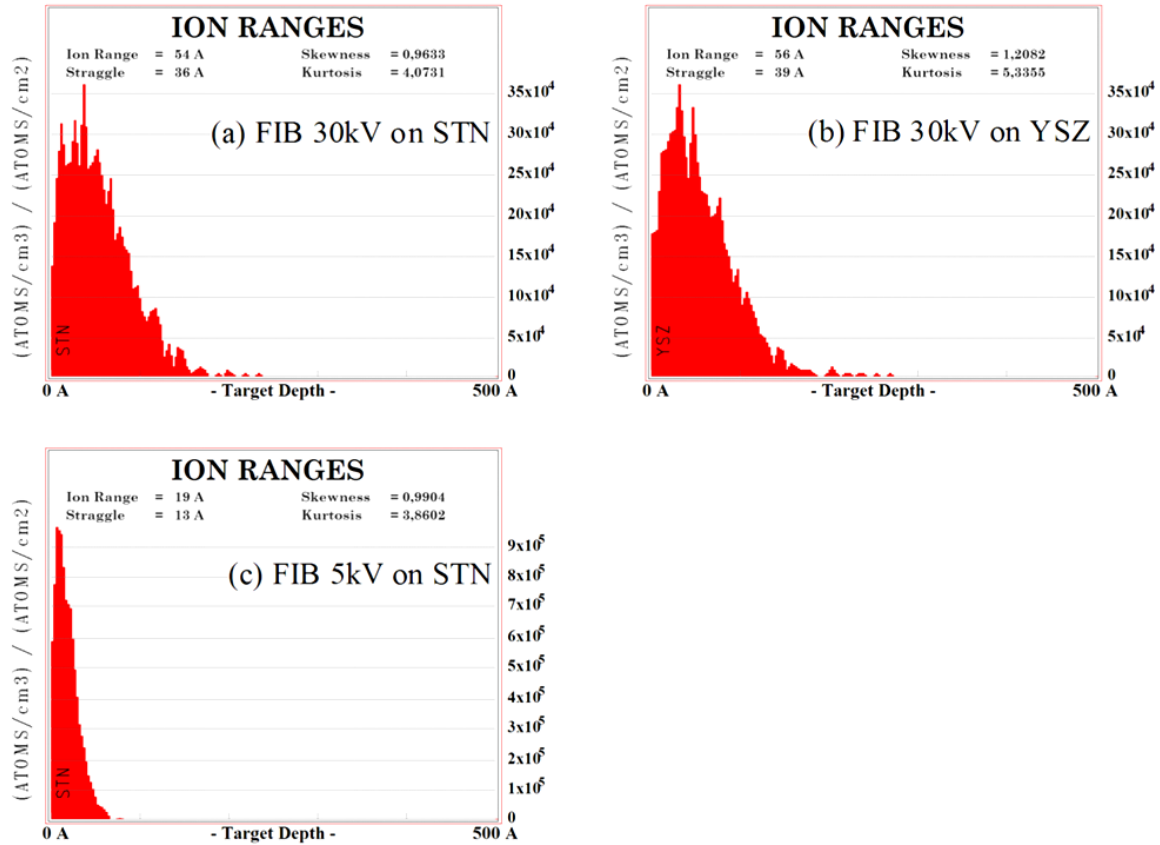 ION RANGES
Ion Range = 54 A Skewness = 0,9633
Straggle = 36 A Kurtosis = 4,0731
(a) FIB 30kV on STN
(ATOMS/cm3) / (ATOMS/cm2)
35x10⁴
30x10⁴
25x10⁴
20x10⁴
15x10⁴
10x10⁴
5x10⁴
0
STN
0 A - Target Depth - 500 A
ION RANGES
Ion Range = 56 A Skewness = 1,2082
Straggle = 39 A Kurtosis = 5,3355
(b) FIB 30kV on YSZ
(ATOMS/cm3) / (ATOMS/cm2)
35x10⁴
30x10⁴
25x10⁴
20x10⁴
15x10⁴
10x10⁴
5x10⁴
0
YSZ
0 A - Target Depth - 500 A
ION RANGES
Ion Range = 19 A Skewness = 0,9904
Straggle = 13 A Kurtosis = 3,8602
(c) FIB 5kV on STN
(ATOMS/cm3) / (ATOMS/cm2)
9x10⁵
8x10⁵
7x10⁵
6x10⁵
5x10⁵
4x10⁵
3x10⁵
2x10⁵
1x10⁵
0
STN
0 A - Target Depth - 500 A